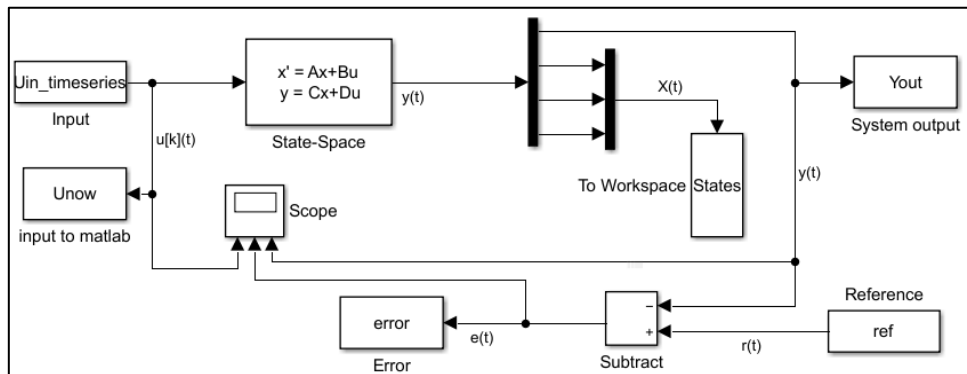 Uin_timeseries
Input
x' = Ax+Bu
y = Cx+Du
State-Space
y(t)
X(t)
Yout
System output
u[k](t)
y(t)
Unow
input to matlab
Scope
To Workspace
States
Reference
error
Error
e(t)
−
+
Subtract
r(t)
ref